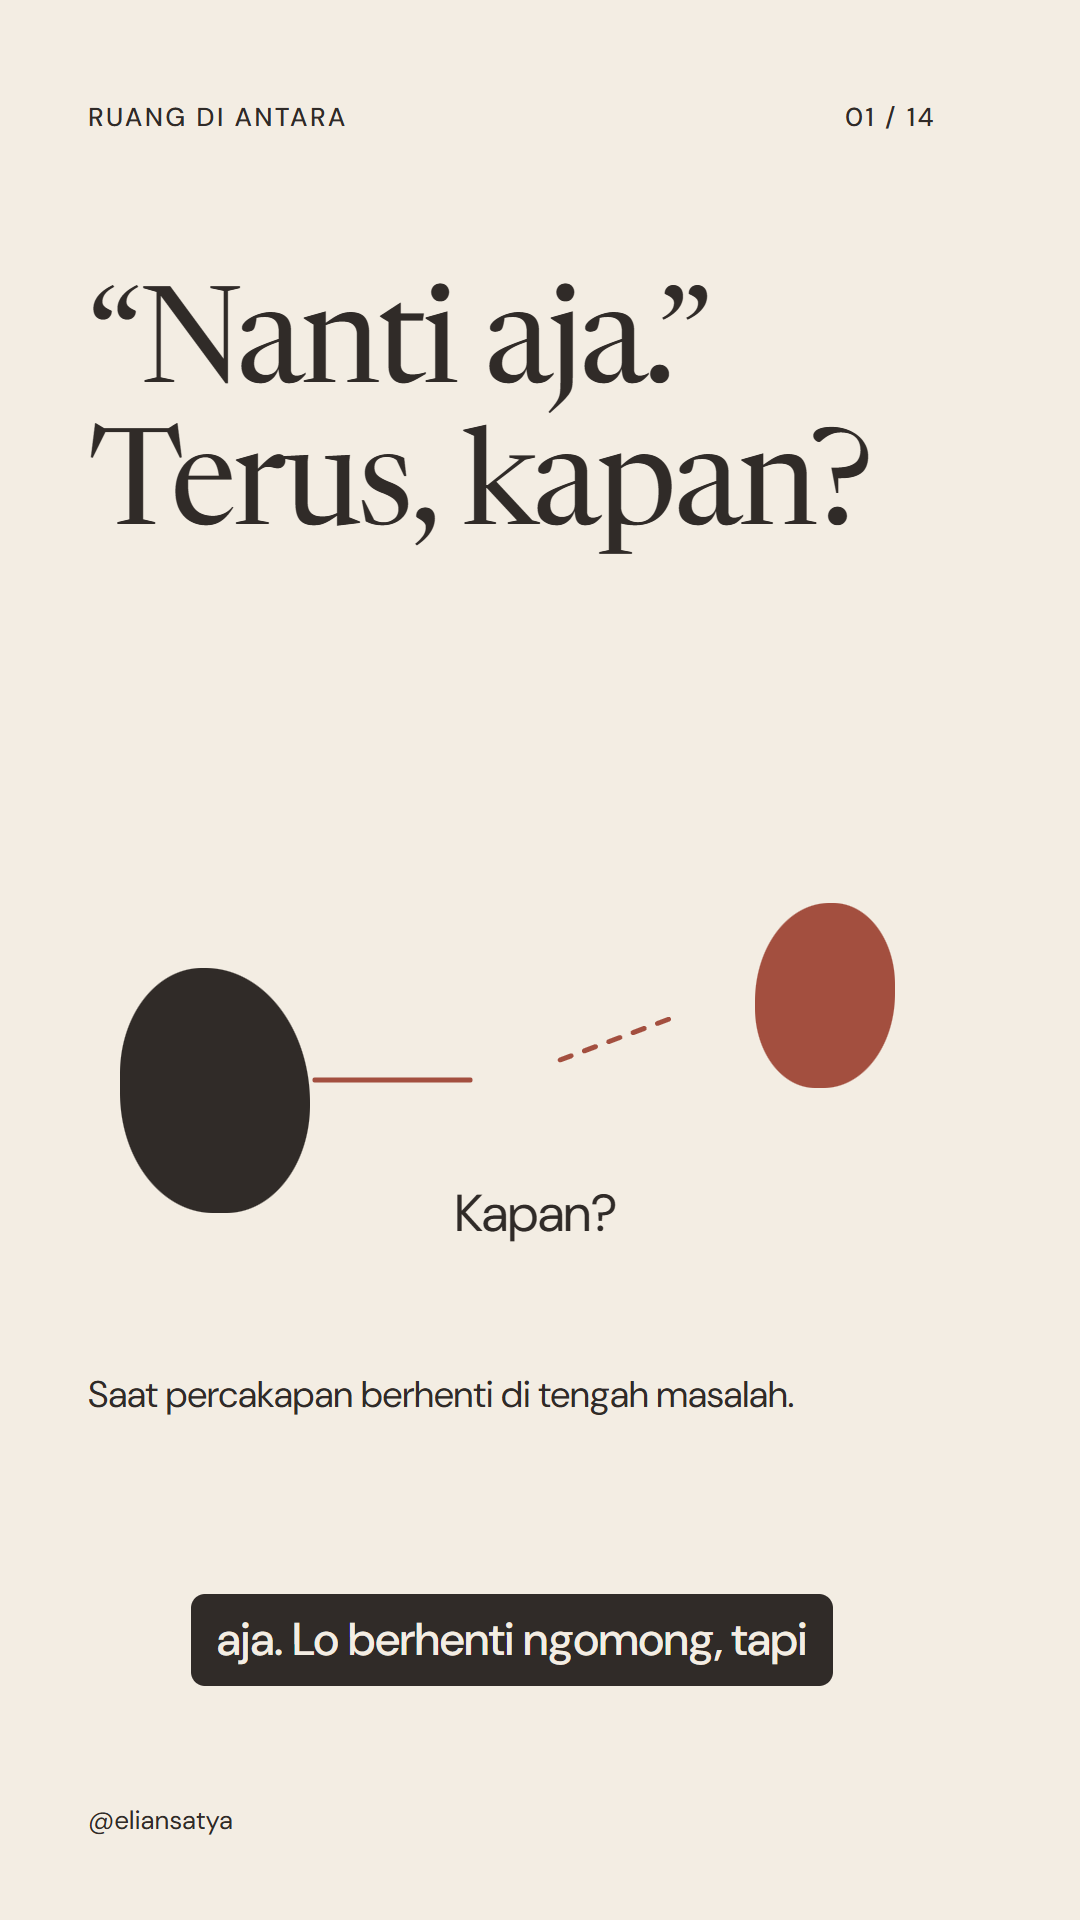 RUANG DI ANTARA
01 / 14
“Nanti aja.”
Terus, kapan?
Kapan?
Saat percakapan berhenti di tengah masalah.
aja. Lo berhenti ngomong, tapi
@eliansatya